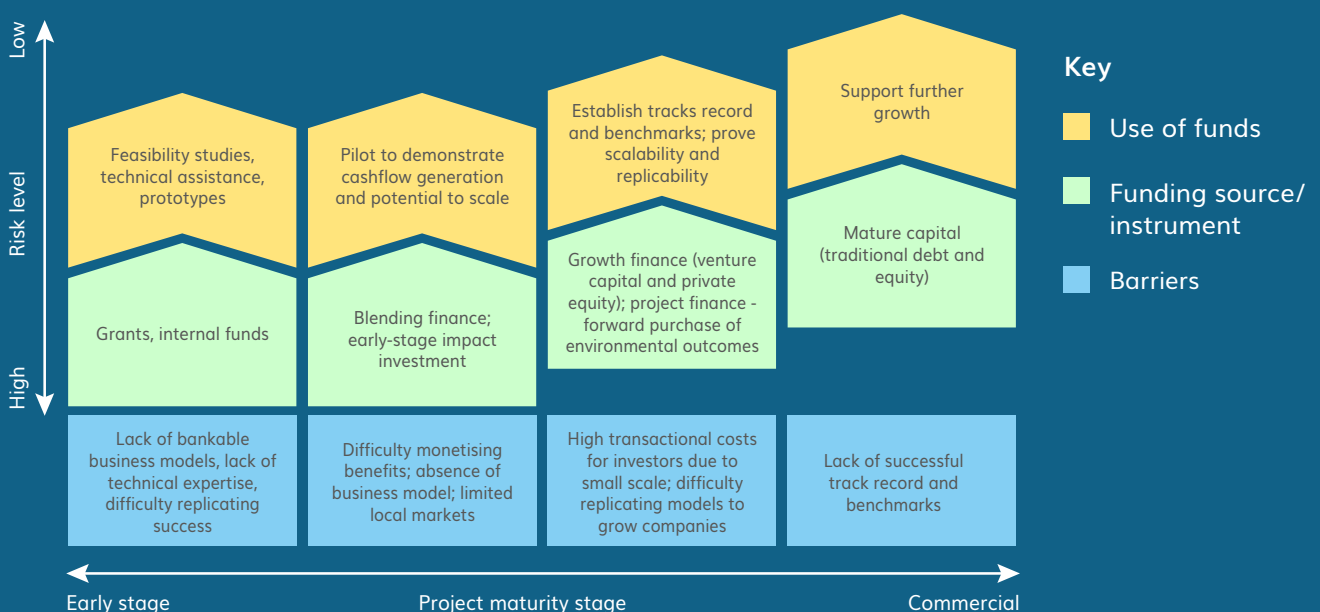 Low
Risk level
High
Feasibility studies,
technical assistance,
prototypes
Grants, internal funds
Lack of bankable
business models, lack of
technical expertise,
difficulty replicating
success
Pilot to demonstrate
cashflow generation
and potential to scale
Blending finance;
early-stage impact
investment
Difficulty monetising
benefits; absence of
business model; limited
local markets
Establish tracks record
and benchmarks; prove
scalability and
replicability
Growth finance (venture
capital and private
equity); project finance -
forward purchase of
environmental outcomes
High transactional costs
for investors due to
small scale; difficulty
replicating models to
grow companies
Support further
growth
Mature capital
(traditional debt and
equity)
Lack of successful
track record and
benchmarks
Early stage
Project maturity stage
Commercial
Key
Use of funds
Funding source/
instrument
Barriers